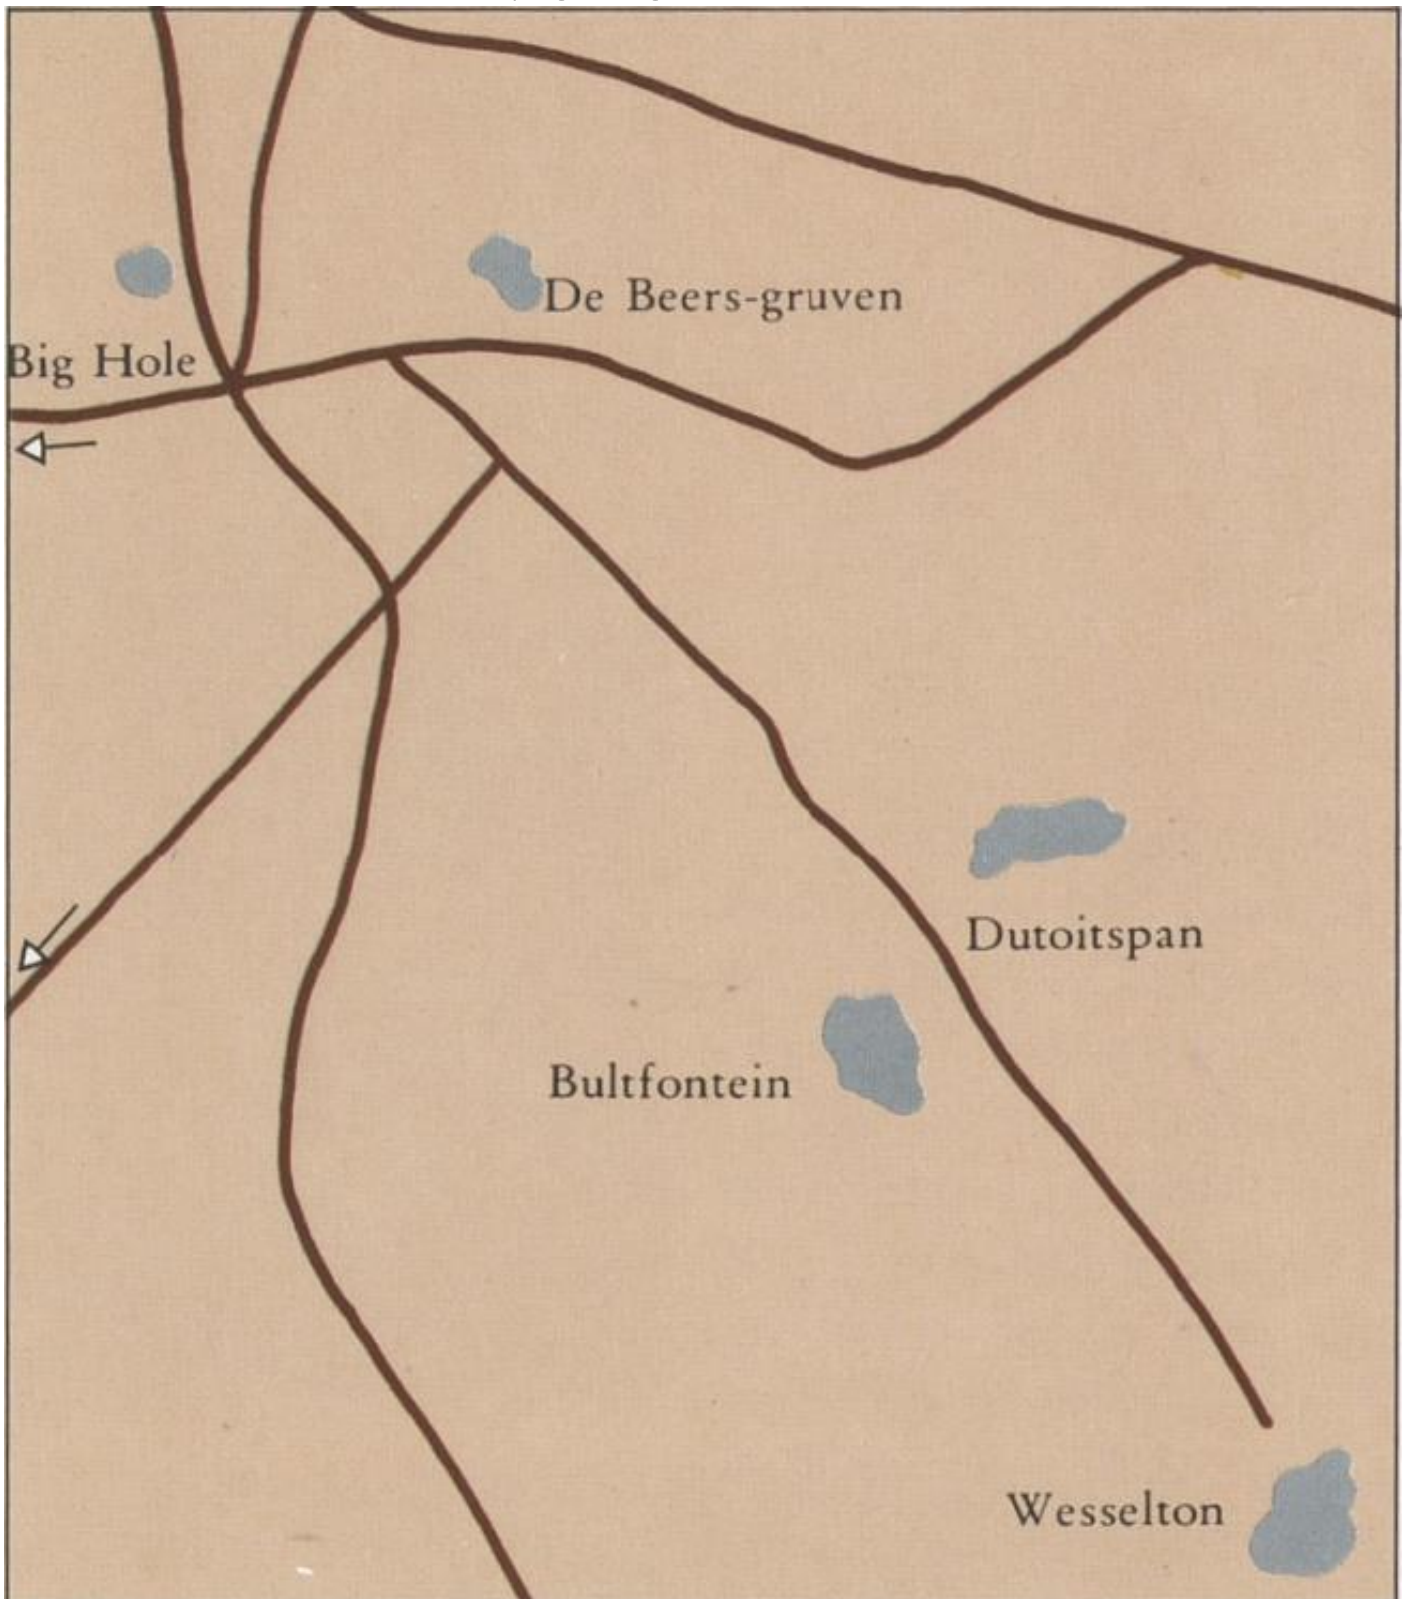 De Beers-gruven
Big Hole
Dutoitspan
Bultfontein
Wesselton